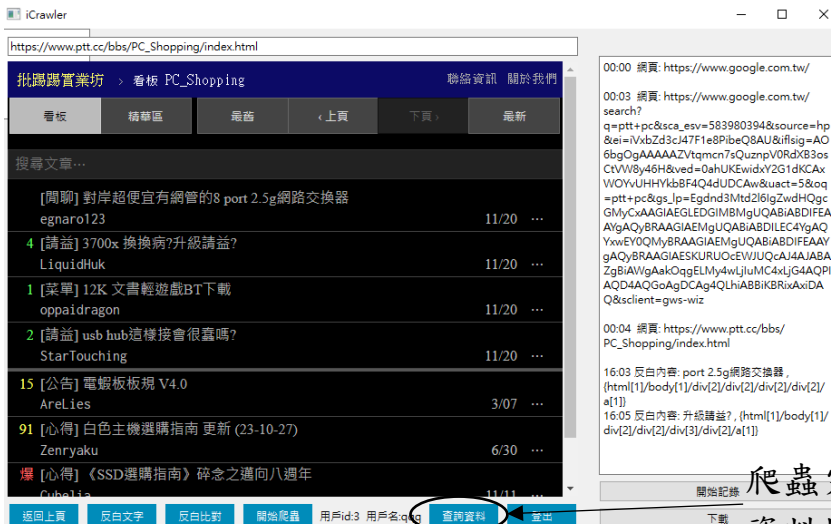 iCrawler
https://www.ptt.cc/bbs/PC_Shopping/index.html
批踢踢實業坊 › 看板 PC_Shopping 聯絡資訊 關於我們
看板 精華區 最舊 ‹ 上頁 下頁 › 最新
搜尋文章…
[閒聊] 對岸超便宜有網管的8 port 2.5g網路交換器
egnaro123 11/20 ⋯
4 [請益] 3700x 換換病?升級請益?
LiquidHuk 11/20 ⋯
1 [菜單] 12K 文書輕遊戲BT下載
oppaidragon 11/20 ⋯
2 [請益] usb hub這樣接會很蠢嗎?
StarTouching 11/20 ⋯
15 [公告] 電蝦板板規 V4.0
AreLies 3/07 ⋯
91 [心得] 白色主機選購指南 更新 (23-10-27)
Zenryaku 6/30 ⋯
爆 [心得] 《SSD選購指南》碎念之邁向八週年
Cubelia 11/11
返回上頁 反白文字 反白比對 開始爬蟲 用戶id:3 用戶名:qqq 查詢資料 登出
00:00 網頁: https://www.google.com.tw/
00:03 網頁: https://www.google.com.tw/
search?
q=ptt+pc&sca_esv=583980394&source=hp
&ei=iVxbZd3cJ47F1e8PibeQ8AU&iflsig=AO
6bgOgAAAAAZVtqmcn7sQuznpV0RdXB3os
CtVW8y46H&ved=0ahUKEwidxY2G1dKCAx
WOYvUHHYkbBF4Q4dUDCAw&uact=5&oq
=ptt+pc&gs_lp=Egdnd3Mtd2l6IgZwdHQgc
GMyCxAAGIAEGLEDGIMBMgUQABiABDIFEA
AYgAQyBRAAGIAEMgUQABiABDILEC4YgAQ
YxwEY0QMyBRAAGIAEMgUQABiABDIFEAAY
gAQyBRAAGIAESKURUOcEWJUQcAJ4AJABA
ZgBiAWgAakOqgELMy4wLjIuMC4xLjG4AQPI
AQD4AQGoAgDCAg4QLhiABBiKBRixAxiDA
Q&sclient=gws-wiz
00:04 網頁: https://www.ptt.cc/bbs/
PC_Shopping/index.html
16:03 反白內容: port 2.5g網路交換器 ,
{html[1]/body[1]/div[2]/div[2]/div[2]/div[2]/
a[1]}
16:05 反白內容: 升級請益? , {html[1]/body[1]/
div[2]/div[2]/div[3]/div[2]/a[1]}
開始記錄
下載
爬蟲